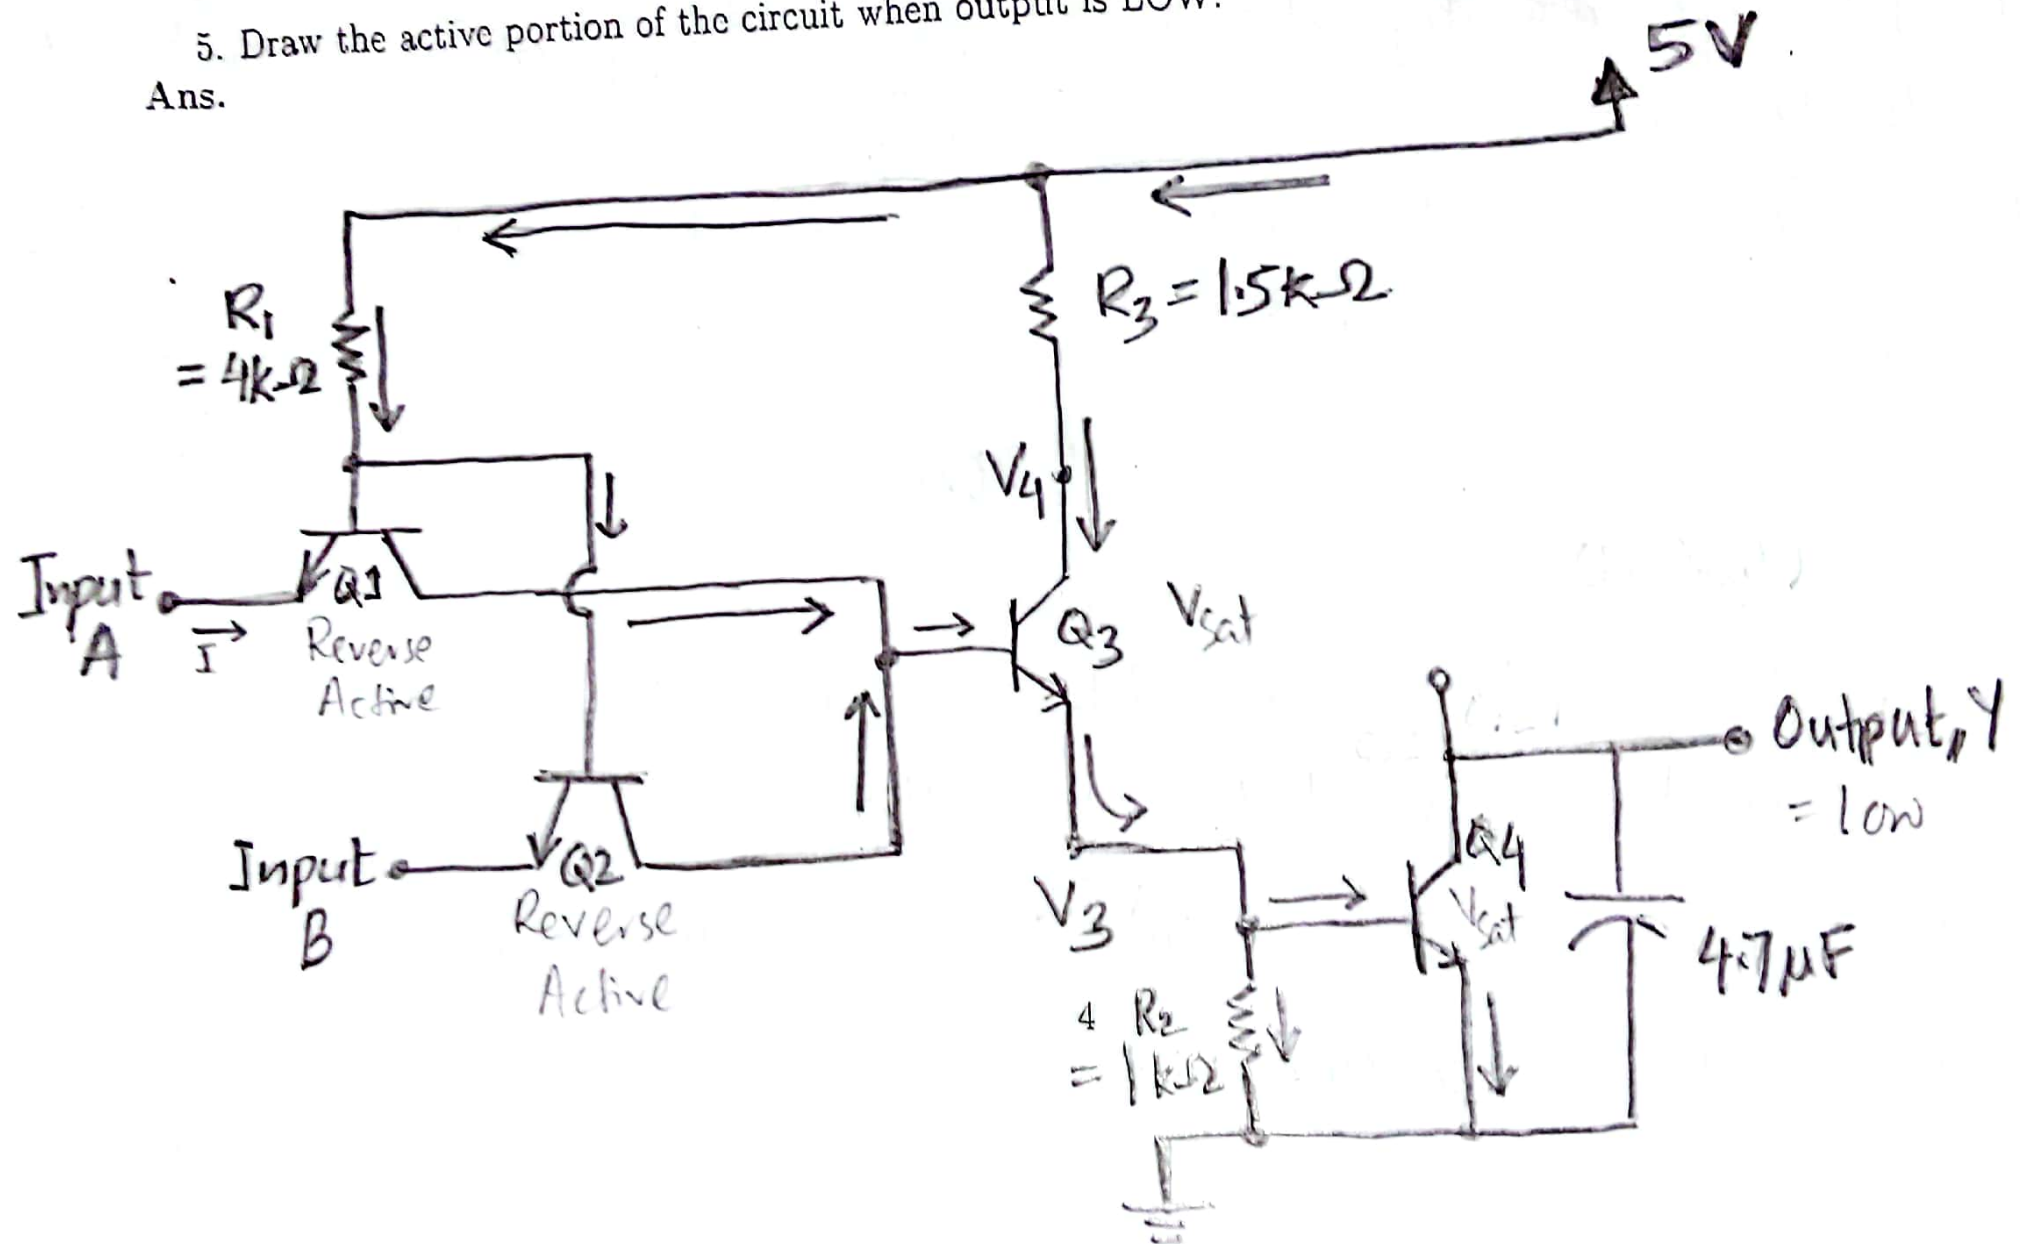 5. Draw the active portion of the circuit when output is LOW.
Ans.
5V
R1
= 4kΩ
R3 = 1.5kΩ
V4
Input
A
I
Q1
Reverse
Active
Q3
Vsat
Output, Y
= low
Input
B
Q2
Reverse
Active
V3
Q4
Vsat
4.7μF
4
R2
= 1kΩ